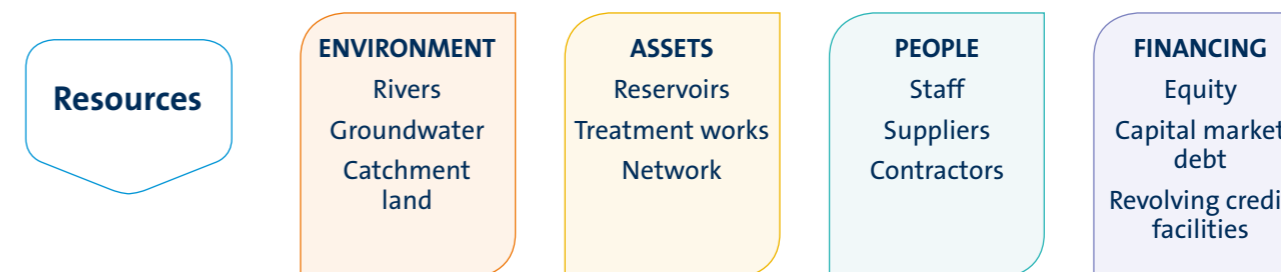 Resources
ENVIRONMENT
Rivers
Groundwater
Catchment
land
ASSETS
Reservoirs
Treatment works
Network
PEOPLE
Staff
Suppliers
Contractors
FINANCING
Equity
Capital market
debt
Revolving credi
facilities